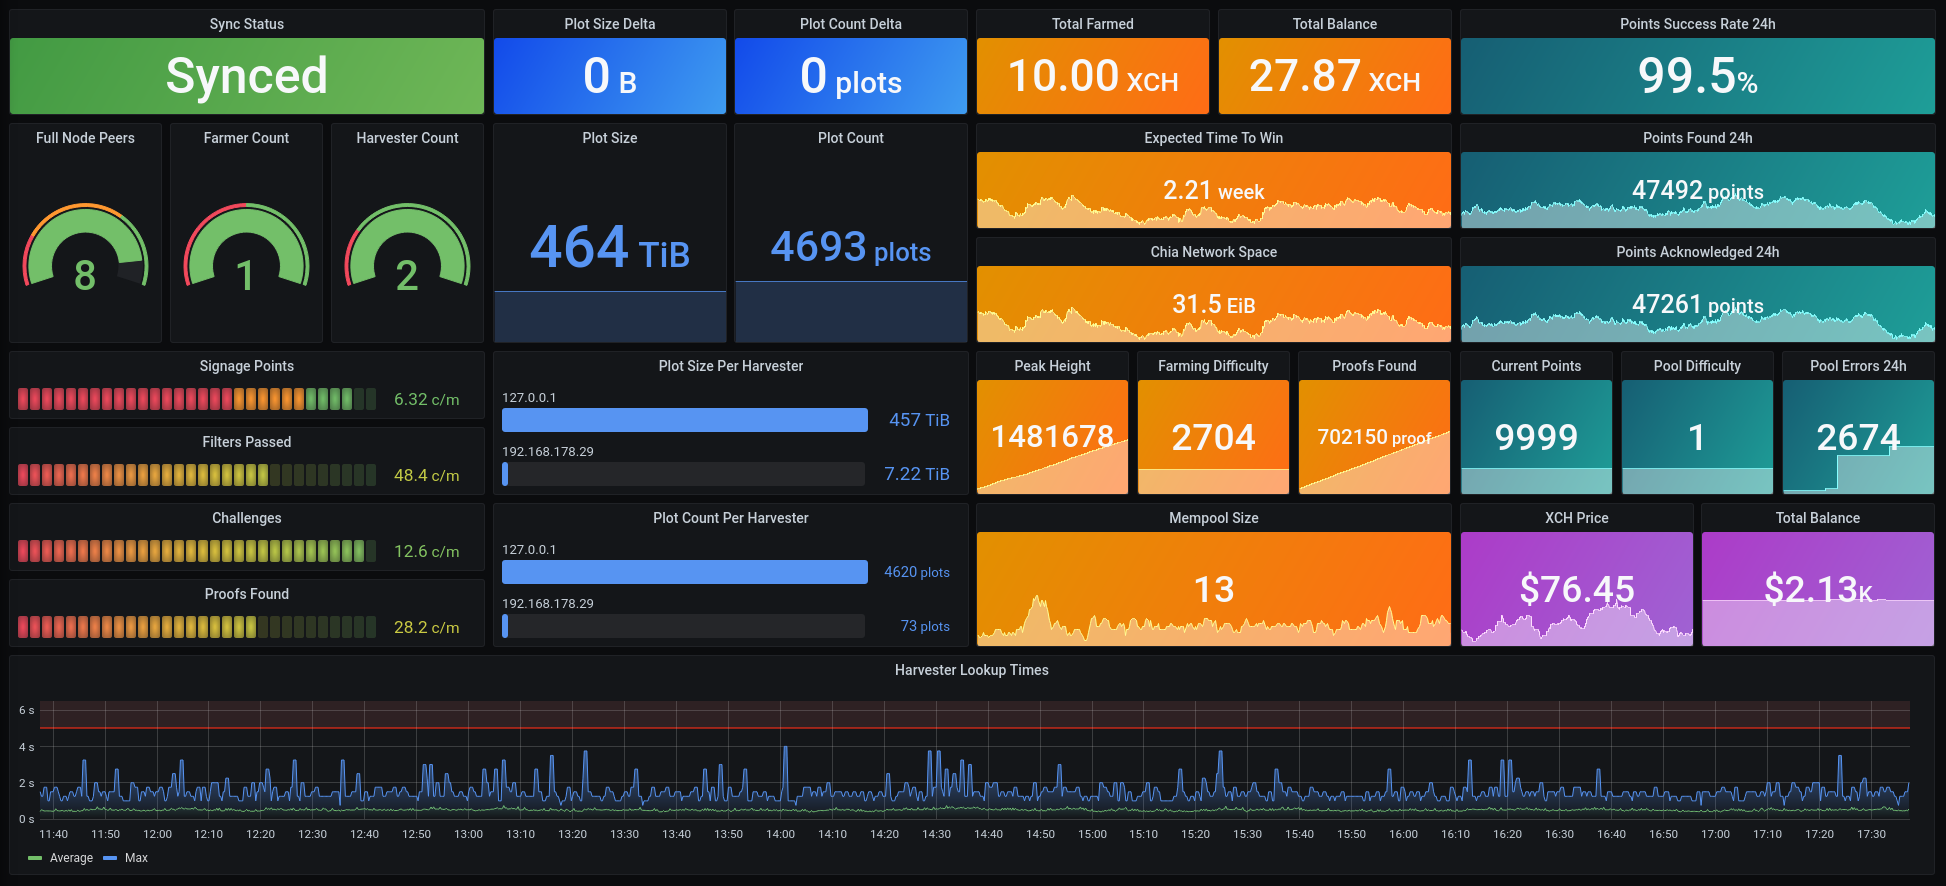 Sync Status
Synced
Plot Size Delta
0 B
Plot Count Delta
0 plots
Total Farmed
10.00 XCH
Total Balance
27.87 XCH
Points Success Rate 24h
99.5%
Full Node Peers
8
Farmer Count
1
Harvester Count
2
Plot Size
464 TiB
Plot Count
4693 plots
Expected Time To Win
2.21 week
Points Found 24h
47492 points
Chia Network Space
31.5 EiB
Points Acknowledged 24h
47261 points
Signage Points
6.32 c/m
Filters Passed
48.4 c/m
Plot Size Per Harvester
127.0.0.1
457 TiB
192.168.178.29
7.22 TiB
Peak Height
1481678
Farming Difficulty
2704
Proofs Found
702150 proof
Current Points
9999
Pool Difficulty
1
Pool Errors 24h
2674
Challenges
12.6 c/m
Proofs Found
28.2 c/m
Plot Count Per Harvester
127.0.0.1
4620 plots
192.168.178.29
73 plots
Mempool Size
13
XCH Price
$76.45
Total Balance
$2.13K
Harvester Lookup Times
6 s
4 s
2 s
0 s
11:40 11:50 12:00 12:10 12:20 12:30 12:40 12:50 13:00 13:10 13:20 13:30 13:40 13:50 14:00 14:10 14:20 14:30 14:40 14:50 15:00 15:10 15:20 15:30 15:40 15:50 16:00 16:10 16:20 16:30 16:40 16:50 17:00 17:10 17:20 17:30
Average Max